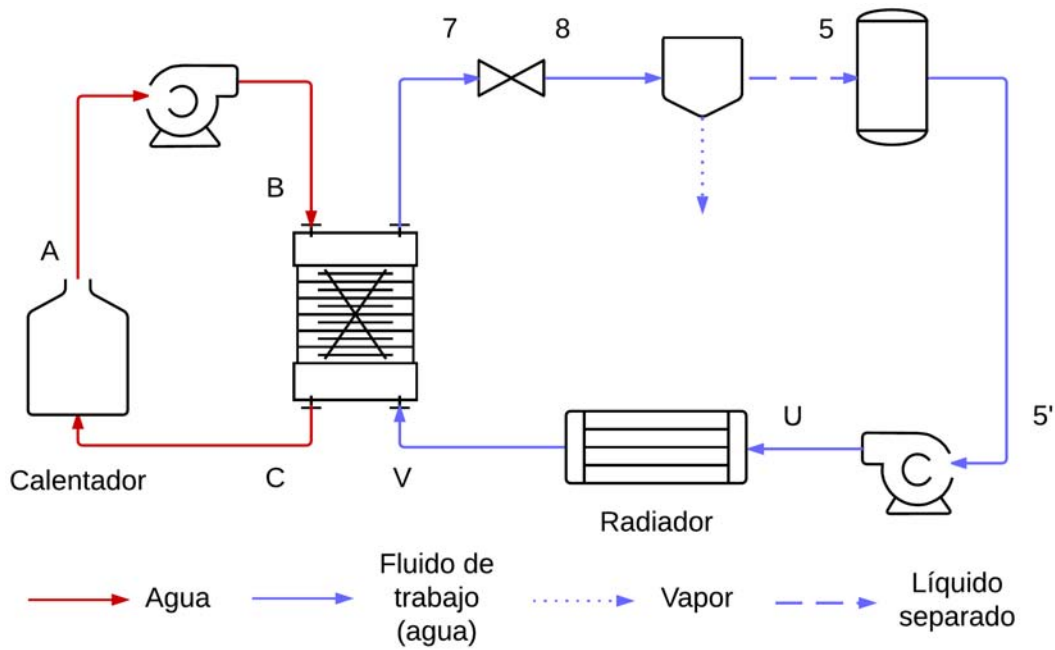 7
8
5
B
A
U
5'
C
V
Calentador
Radiador
Agua
Fluido de
trabajo
(agua)
Vapor
Líquido
separado